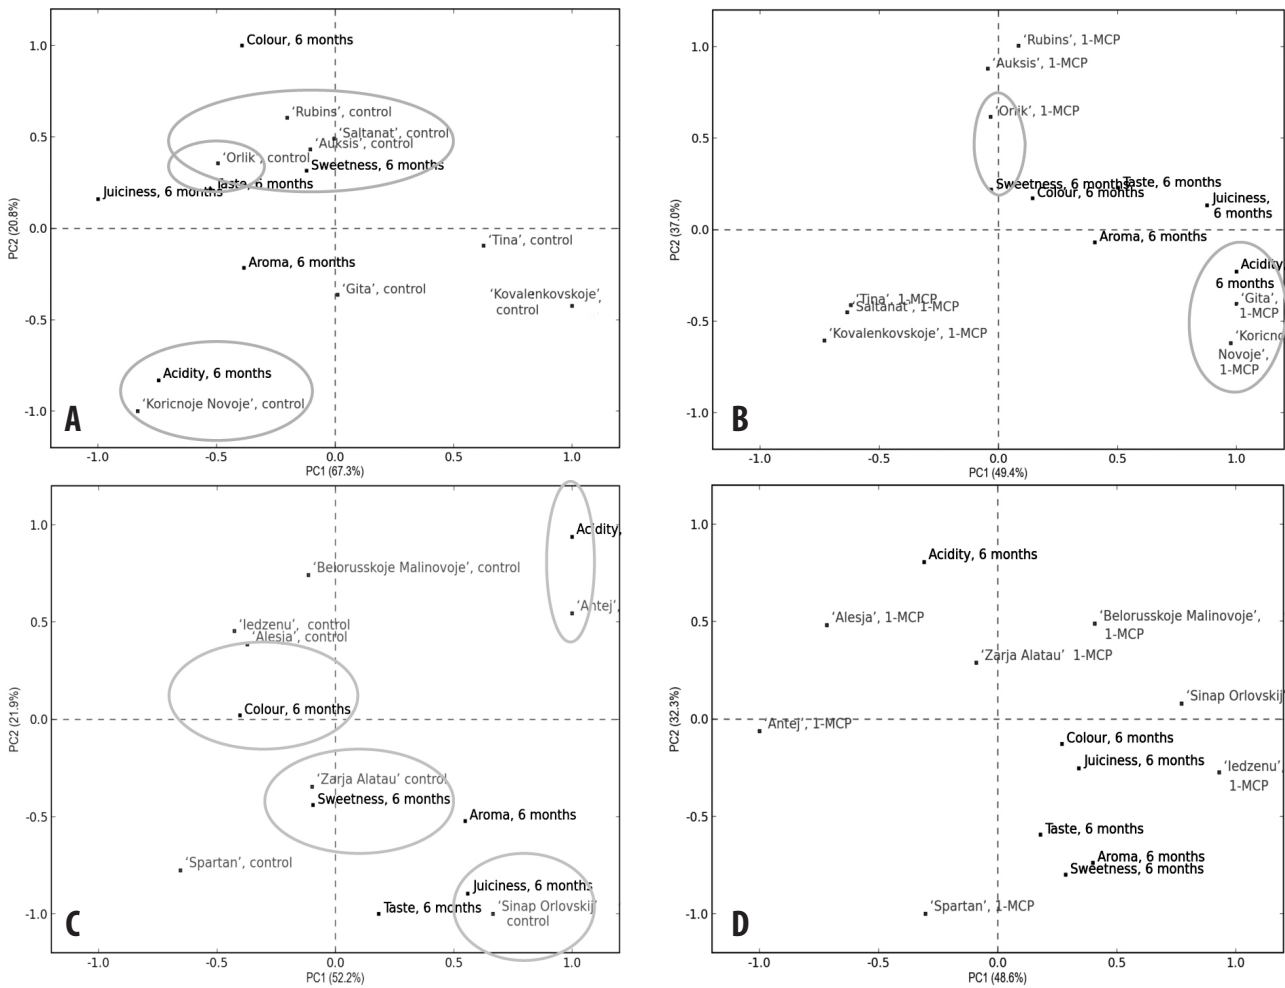 Colour, 6 months
1.0
‘Rubins’, control
‘Saltanat’, control
0.5
‘Auksis’, control
‘Orlik’, control
Sweetness, 6 months
Taste, 6 months
Juiciness, 6 months
0.0
‘Tina’, control
Aroma, 6 months
‘Gita’, control
‘Kovalenkovskoje’,
control
-0.5
Acidity, 6 months
‘Koricnoje Novoje’, control
-1.0
A
-1.0
-0.5
0.0
0.5
1.0
PC1 (67.3%)
PC2 (20.8%)
‘Rubins’, 1-MCP
1.0
‘Auksis’, 1-MCP
‘Orlik’, 1-MCP
0.5
Sweetness, 6 months
Taste, 6 months
Colour, 6 months
Juiciness,
6 months
0.0
Aroma, 6 months
Acidity
6 months
‘Tina’, 1-MCP
‘Saltanat’, 1-MCP
‘Gita’,
1-MCP
-0.5
‘Kovalenkovskoje’, 1-MCP
‘Koricno
Novoje’,
1-MCP
-1.0
B
-1.0
-0.5
0.0
0.5
1.0
PC1 (49.4%)
PC2 (37.0%)
1.0
Acidity,
‘Belorusskoje Malinovoje’, control
‘Antej’,
0.5
‘Iedzenu’, control
‘Alesja’, control
Colour, 6 months
0.0
‘Zarja Alatau’ control
Sweetness, 6 months
-0.5
Aroma, 6 months
‘Spartan’, control
Juiciness, 6 months
Taste, 6 months
‘Sinap Orlovskij’
control
-1.0
C
-1.0
-0.5
0.0
0.5
1.0
PC1 (52.2%)
PC2 (21.9%)
1.0
Acidity, 6 months
‘Alesja’, 1-MCP
‘Belorusskoje Malinovoje’,
1-MCP
0.5
‘Zarja Alatau’ 1-MCP
‘Sinap Orlovskij’
0.0
‘Antej’, 1-MCP
Colour, 6 months
Juiciness, 6 months
‘Iedzenu’,
1-MCP
-0.5
Taste, 6 months
Aroma, 6 months
Sweetness, 6 months
‘Spartan’, 1-MCP
-1.0
D
-1.0
-0.5
0.0
0.5
1.0
PC1 (48.6%)
PC2 (32.3%)